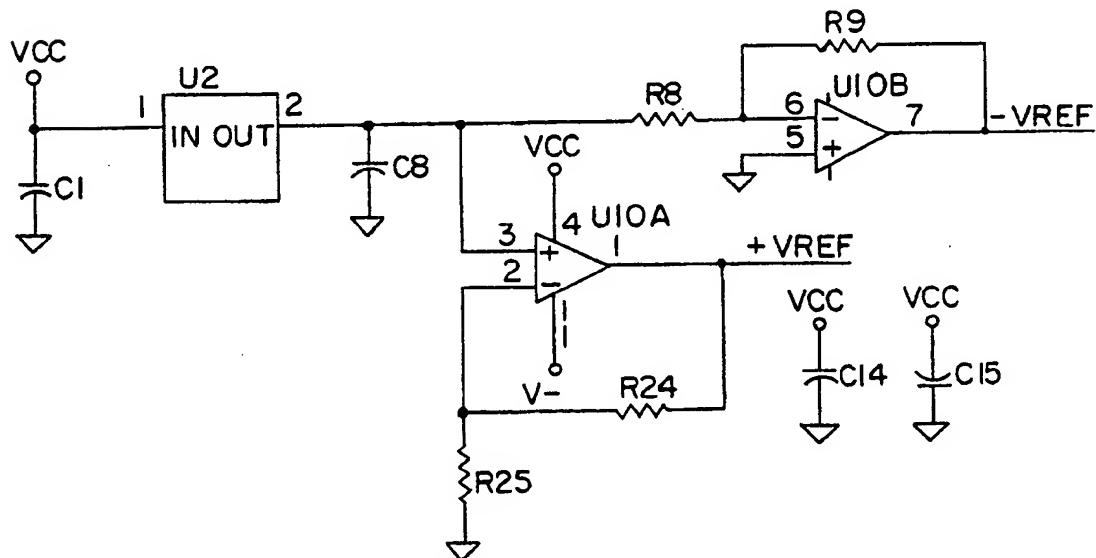 R9
VCC
U2
U10B
1
2
R8
6
7
IN OUT
-VREF
5
VCC
C1
C8
4
U10A
3
1
+VREF
2
VCC
VCC
11
V-
R24
C14
C15
R25